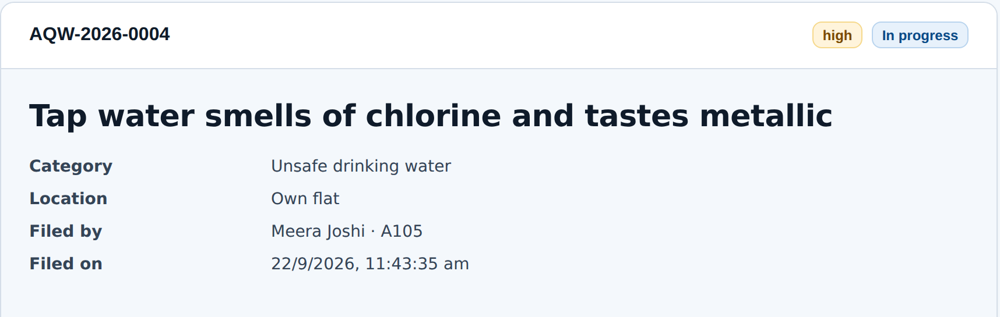 AQW-2026-0004
high
In progress
Tap water smells of chlorine and tastes metallic
Category
Unsafe drinking water
Location
Own flat
Filed by
Meera Joshi · A105
Filed on
22/9/2026, 11:43:35 am